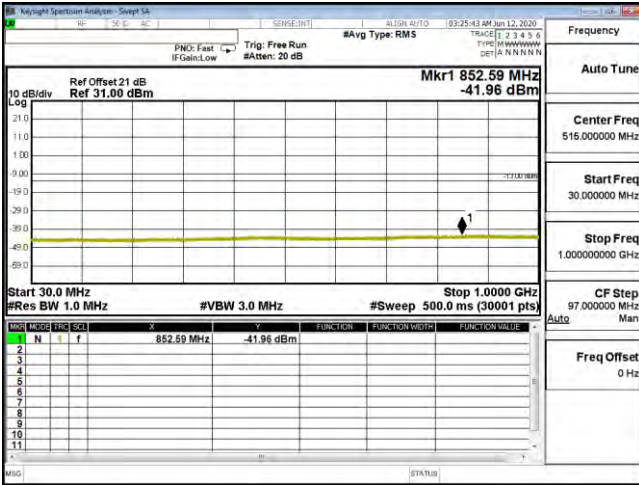 Keysight Spectrum Analyzer - Swept SA
RF 50 Ω AC SENSE:INT ALIGN AUTO 03:25:43 AM Jun 12, 2020
#Avg Type: RMS TRACE 1 2 3 4 5 6
PNO: Fast Trig: Free Run TYPE M WWWWW
IFGain:Low #Atten: 20 dB DET A N N N N N
Mkr1 852.59 MHz
Ref Offset 21 dB
10 dB/div Ref 31.00 dBm -41.96 dBm
Log
21.0
11.0
1.00
-9.00
-13.00 dBm
-19.0
-29.0
-39.0
1
-49.0
-59.0
Start 30.0 MHz Stop 1.0000 GHz
#Res BW 1.0 MHz #VBW 3.0 MHz #Sweep 500.0 ms (30001 pts)
MKR MODE TRC SCL X Y FUNCTION FUNCTION WIDTH FUNCTION VALUE
1 N 1 f 852.59 MHz -41.96 dBm
2
3
4
5
6
7
8
9
10
11
MSG STATUS
Frequency
Auto Tune
Center Freq
515.000000 MHz
Start Freq
30.000000 MHz
Stop Freq
1.000000000 GHz
CF Step
97.000000 MHz
Auto Man
Freq Offset
0 Hz